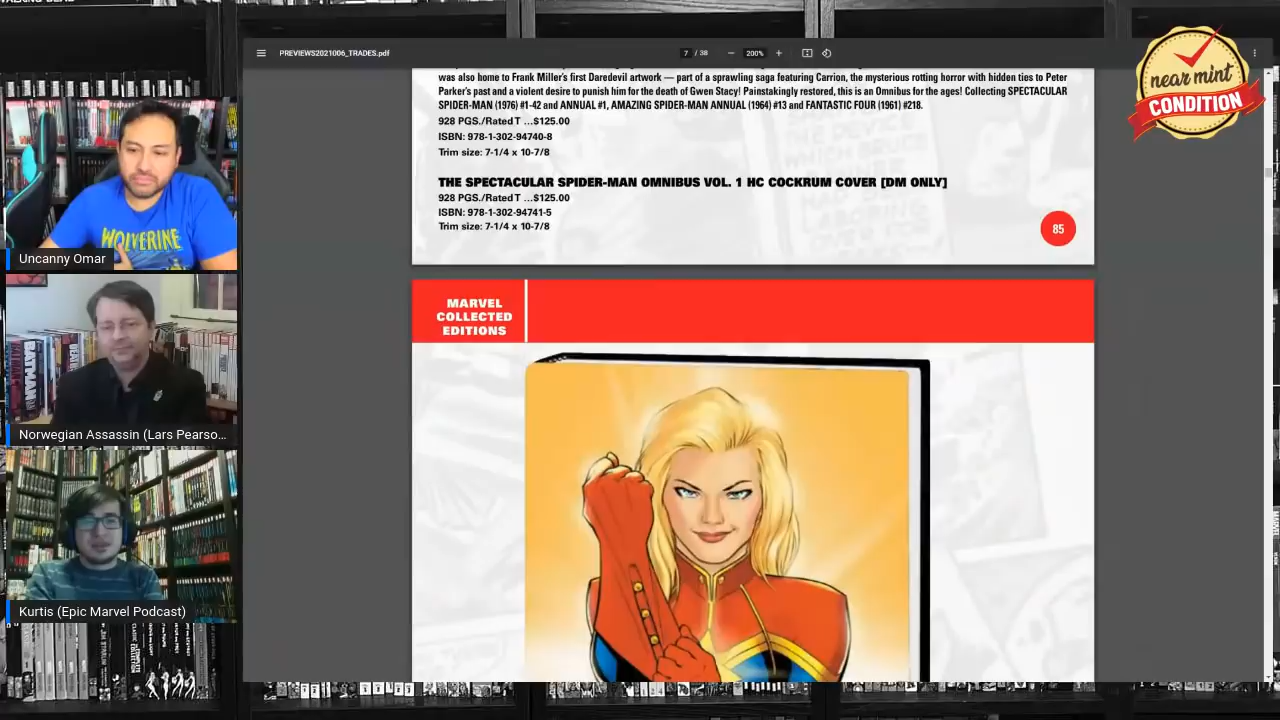 PREVIEWS2021006_TRADES.pdf
7 / 38
200%
near mint
CONDITION
was also home to Frank Miller's first Daredevil artwork — part of a sprawling saga featuring Carrion, the mysterious rotting horror with hidden ties to Peter
Parker's past and a violent desire to punish him for the death of Gwen Stacy! Painstakingly restored, this is an Omnibus for the ages! Collecting SPECTACULAR
SPIDER-MAN (1976) #1-42 and ANNUAL #1, AMAZING SPIDER-MAN ANNUAL (1964) #13 and FANTASTIC FOUR (1961) #218.
928 PGS./Rated T ...$125.00
ISBN: 978-1-302-94740-8
Trim size: 7-1/4 x 10-7/8
THE SPECTACULAR SPIDER-MAN OMNIBUS VOL. 1 HC COCKRUM COVER [DM ONLY]
928 PGS./Rated T ...$125.00
ISBN: 978-1-302-94741-5
Trim size: 7-1/4 x 10-7/8
85
MARVEL
COLLECTED
EDITIONS
WOLVERINE
Uncanny Omar
BATMAN
Norwegian Assassin (Lars Pearso...
Kurtis (Epic Marvel Podcast)